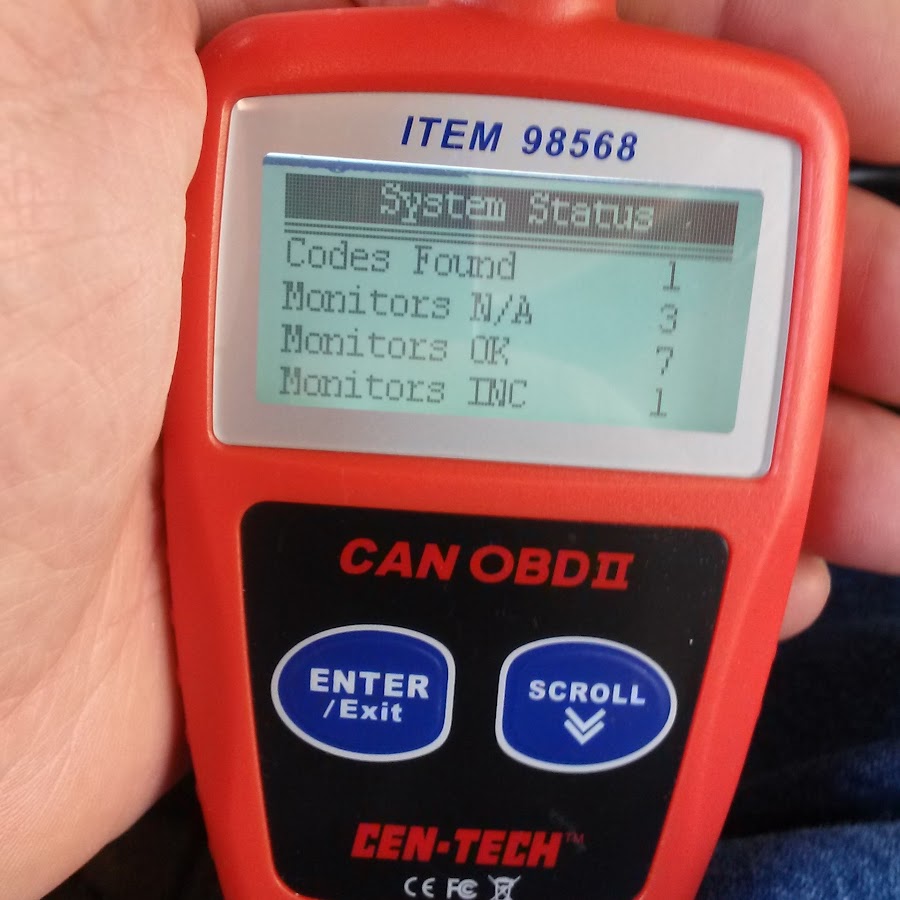 ITEM 98568
System Status
Codes Found 1
Monitors N/A 3
Monitors OK 7
Monitors INC 1
CAN OBDII
ENTER
/Exit
SCROLL
CEN-TECH™
CE FC